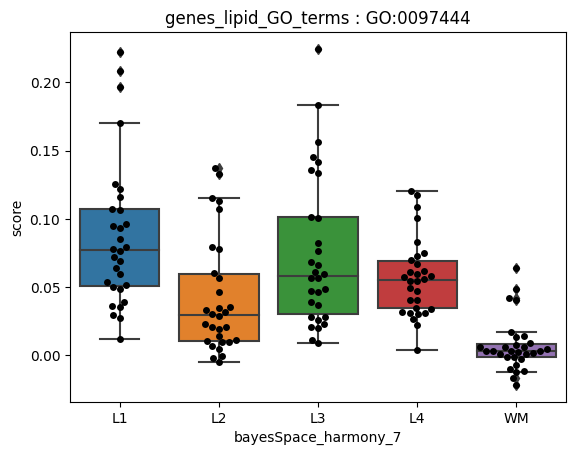 genes_lipid_GO_terms : GO:0097444
score
0.20
0.15
0.10
0.05
0.00
L1 L2 L3 L4 WM
bayesSpace_harmony_7